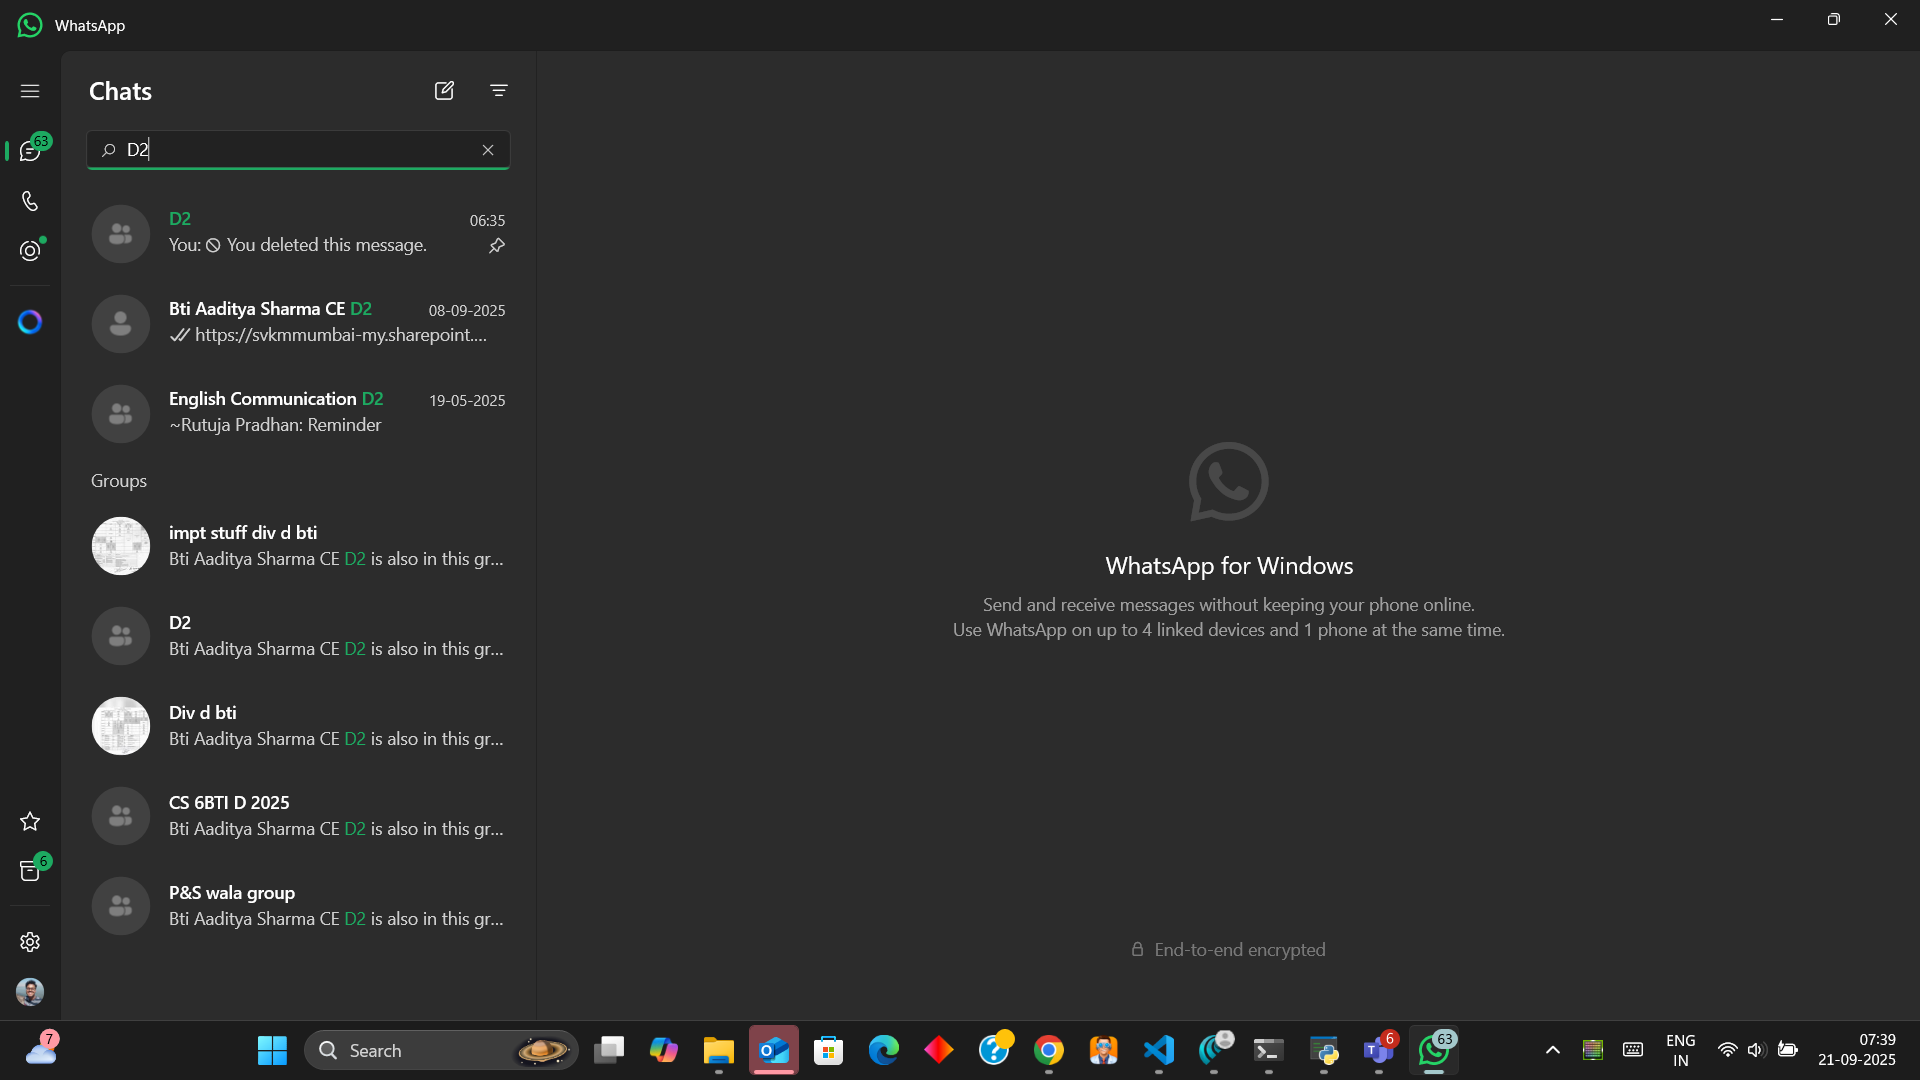 WhatsApp
Chats
63
D2
D2
06:35
You: You deleted this message.
Bti Aaditya Sharma CE D2
08-09-2025
https://svkmmumbai-my.sharepoint....
English Communication D2
19-05-2025
~Rutuja Pradhan: Reminder
Groups
impt stuff div d bti
Bti Aaditya Sharma CE D2 is also in this gr...
D2
Bti Aaditya Sharma CE D2 is also in this gr...
Div d bti
Bti Aaditya Sharma CE D2 is also in this gr...
CS 6BTI D 2025
Bti Aaditya Sharma CE D2 is also in this gr...
6
P&S wala group
Bti Aaditya Sharma CE D2 is also in this gr...
WhatsApp for Windows
Send and receive messages without keeping your phone online.
Use WhatsApp on up to 4 linked devices and 1 phone at the same time.
End-to-end encrypted
7
Search
6
63
ENG
IN
07:39
21-09-2025